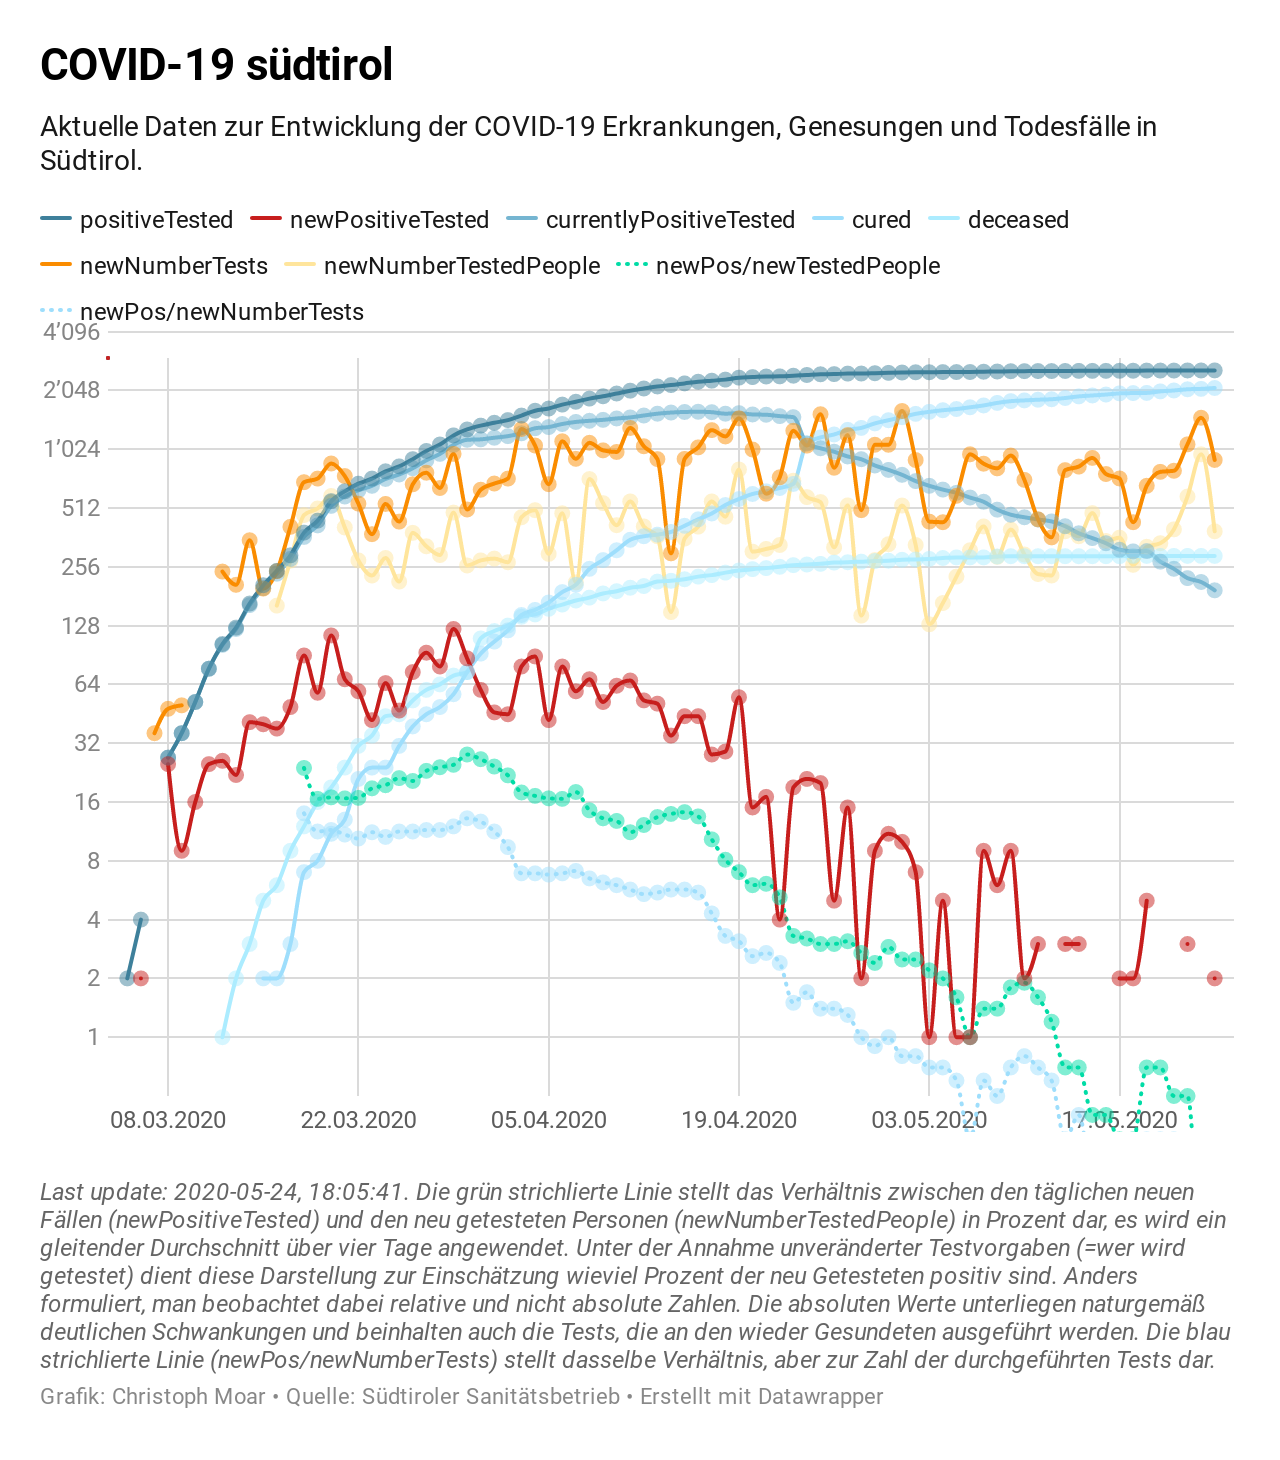 COVID-19 südtirol
Aktuelle Daten zur Entwicklung der COVID-19 Erkrankungen, Genesungen und Todesfälle in
Südtirol.
positiveTested newPositiveTested currentlyPositiveTested cured deceased
newNumberTests newNumberTestedPeople newPos/newTestedPeople
newPos/newNumberTests
4’096
2’048
1’024
512
256
128
64
32
16
8
4
2
1
08.03.2020 22.03.2020 05.04.2020 19.04.2020 03.05.2020 17.05.2020
Last update: 2020-05-24, 18:05:41. Die grün strichlierte Linie stellt das Verhältnis zwischen den täglichen neuen
Fällen (newPositiveTested) und den neu getesteten Personen (newNumberTestedPeople) in Prozent dar, es wird ein
gleitender Durchschnitt über vier Tage angewendet. Unter der Annahme unveränderter Testvorgaben (=wer wird
getestet) dient diese Darstellung zur Einschätzung wieviel Prozent der neu Getesteten positiv sind. Anders
formuliert, man beobachtet dabei relative und nicht absolute Zahlen. Die absoluten Werte unterliegen naturgemäß
deutlichen Schwankungen und beinhalten auch die Tests, die an den wieder Gesundeten ausgeführt werden. Die blau
strichlierte Linie (newPos/newNumberTests) stellt dasselbe Verhältnis, aber zur Zahl der durchgeführten Tests dar.
Grafik: Christoph Moar • Quelle: Südtiroler Sanitätsbetrieb • Erstellt mit Datawrapper